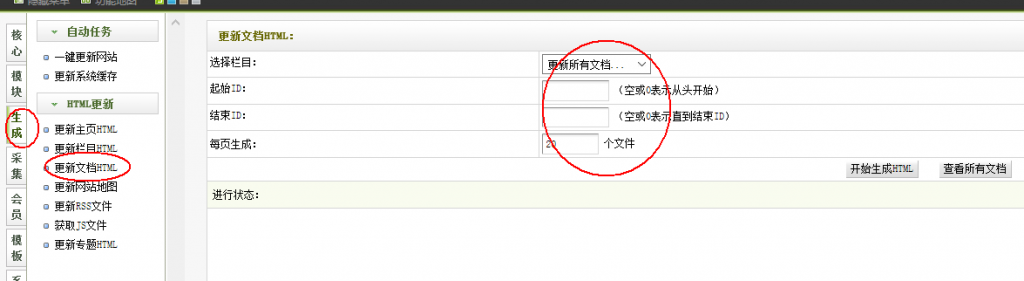 隐藏菜单 功能地图
核心
模块
生成
采集
会员
模板
系
自动任务
一键更新网站
更新系统缓存
HTML更新
更新主页HTML
更新栏目HTML
更新文档HTML
更新网站地图
更新RSS文件
获取JS文件
更新专题HTML
更新文档HTML:
选择栏目: 更新所有文档...
起始ID: (空或0表示从头开始)
结束ID: (空或0表示直到结束ID)
每页生成: 20 个文件
开始生成HTML 查看所有文档
进行状态: